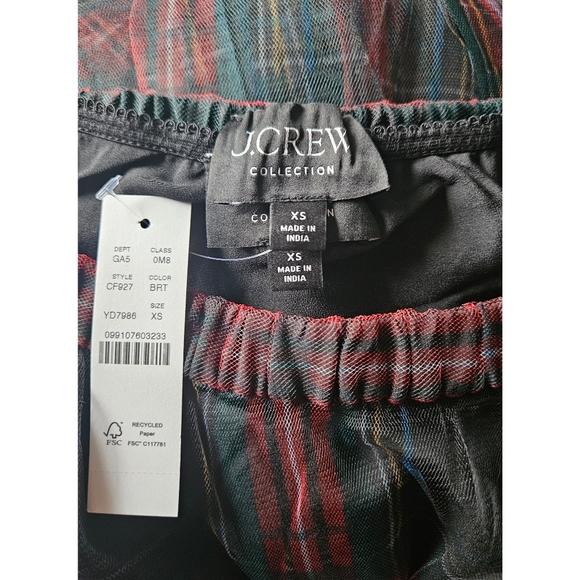 J.CREW
COLLECTION
CO N
XS
MADE IN
INDIA
XS
MADE IN
INDIA
DEPT CLASS
GA5 0M8
STYLE COLOR
CF927 BRT
SIZE
YD7986 XS
099107603233
FSC
RECYCLED
Paper
FSC® C117781